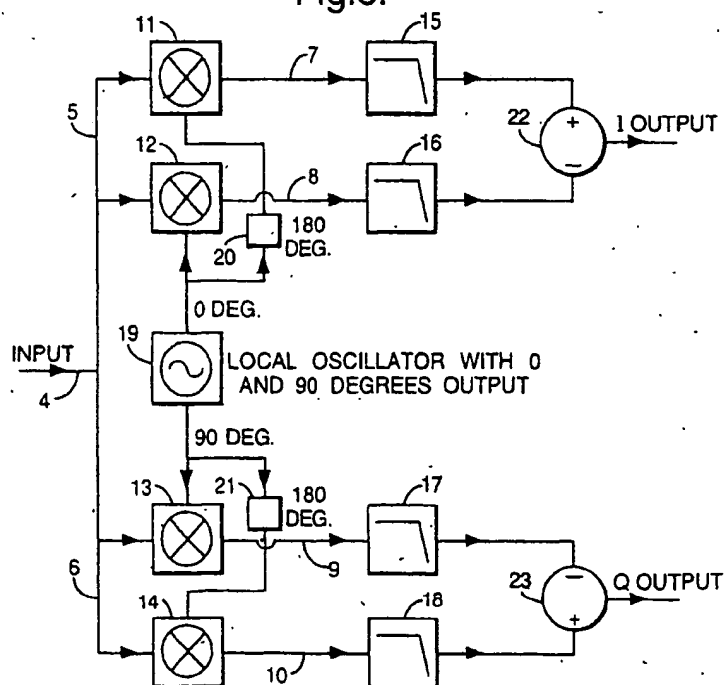 11
7
15
5
22
+
−
I OUTPUT
12
8
16
20
180
DEG.
0 DEG.
INPUT
4
19
LOCAL OSCILLATOR WITH 0
AND 90 DEGREES OUTPUT
90 DEG.
13
21
180
DEG.
17
9
6
23
−
+
Q OUTPUT
14
10
18